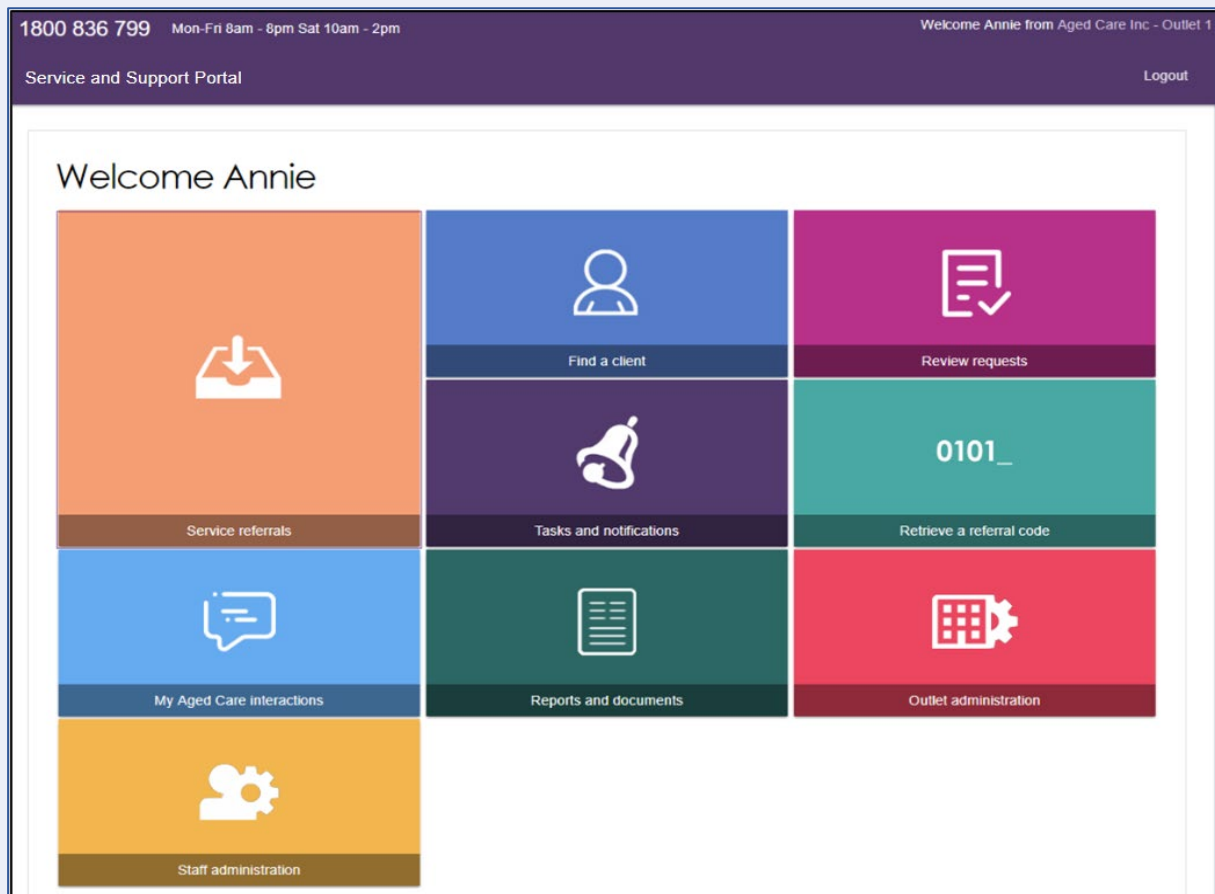 1800 836 799 Mon-Fri 8am - 8pm Sat 10am - 2pm
Welcome Annie from Aged Care Inc - Outlet 1
Service and Support Portal
Logout
Welcome Annie
Find a client
Review requests
0101_
Service referrals
Tasks and notifications
Retrieve a referral code
My Aged Care interactions
Reports and documents
Outlet administration
Staff administration